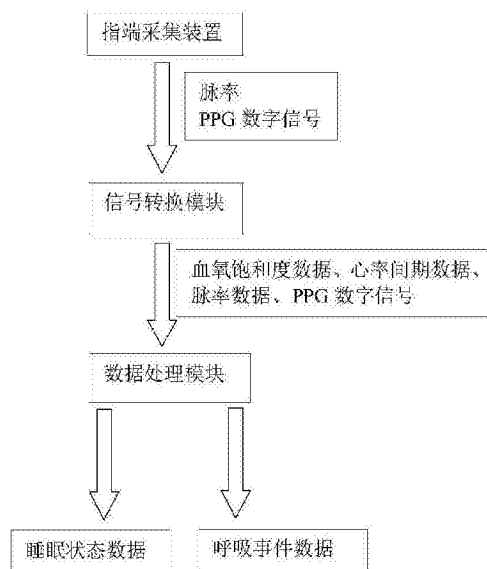 指端采集装置
脉率
PPG 数字信号
信号转换模块
血氧饱和度数据、心率间期数据、
脉率数据、PPG 数字信号
数据处理模块
睡眠状态数据
呼吸事件数据